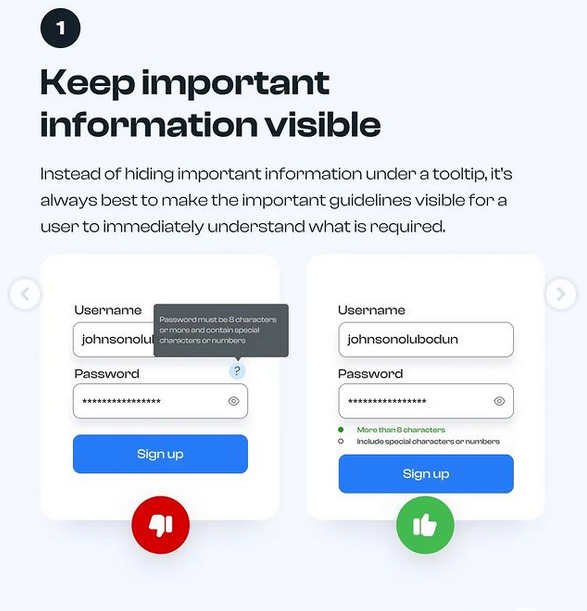 1
Keep important
information visible
Instead of hiding important information under a tooltip, it's
always best to make the important guidelines visible for a
user to immediately understand what is required.
Username
johnsonolul
Password must be 8 characters
or more and contain special
characters or numbers
Password
?
****************
Sign up
Username
johnsonolubodun
Password
****************
More than 8 characters
Include special characters or numbers
Sign up